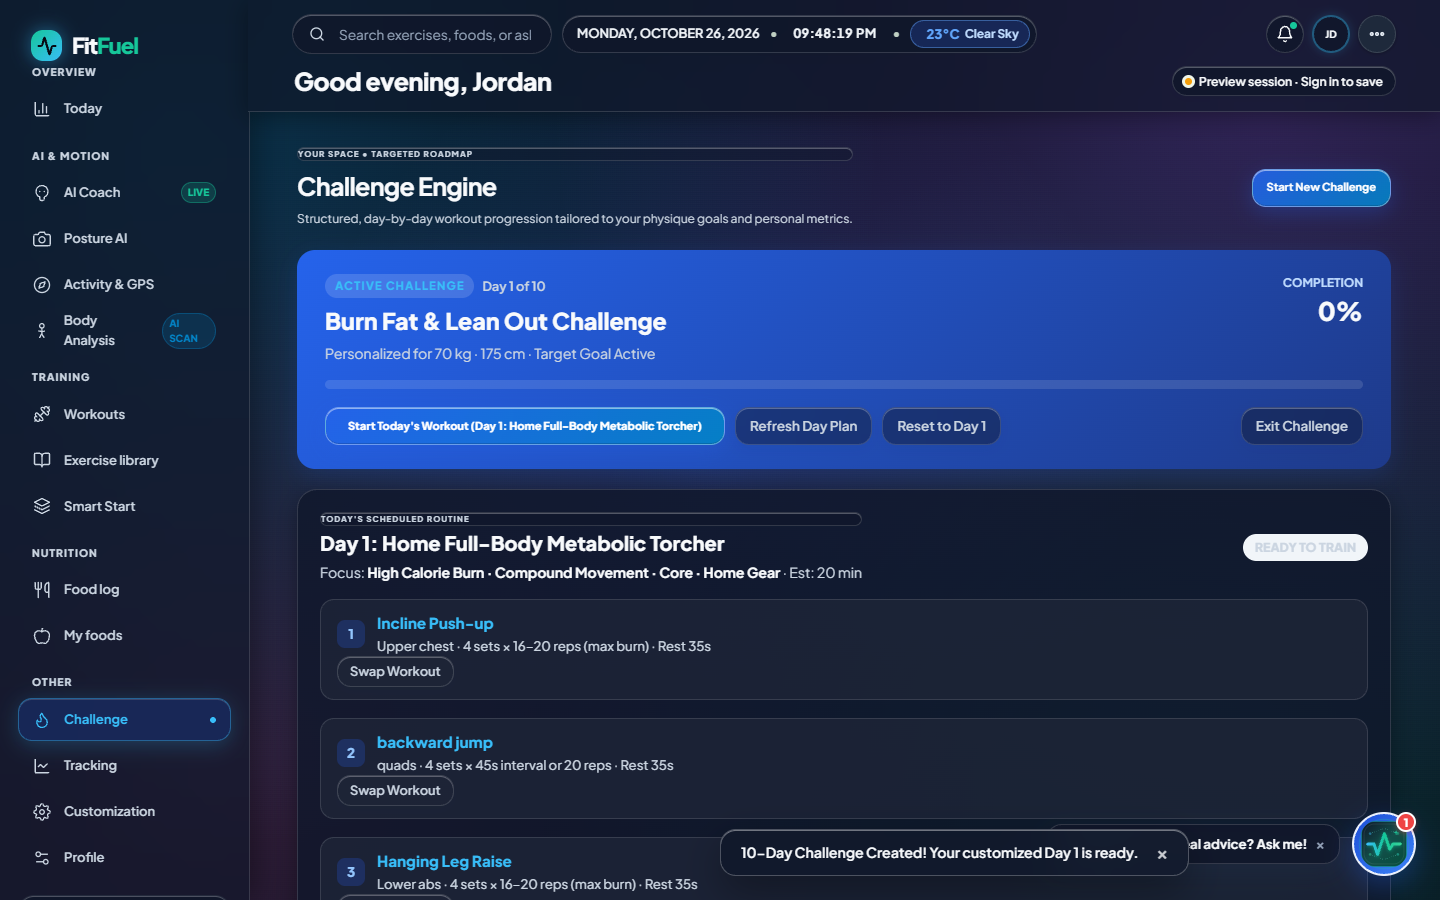 FitFuel
OVERVIEW
Today
AI & MOTION
AI Coach
LIVE
Posture AI
Activity & GPS
Body
Analysis
AI
SCAN
TRAINING
Workouts
Exercise library
Smart Start
NUTRITION
Food log
My foods
OTHER
Challenge
Tracking
Customization
Profile
Search exercises, foods, or as
MONDAY, OCTOBER 26, 2026 • 09:48:19 PM • 23°C Clear Sky
JD
Good evening, Jordan
Preview session · Sign in to save
YOUR SPACE • TARGETED ROADMAP
Challenge Engine
Structured, day-by-day workout progression tailored to your physique goals and personal metrics.
Start New Challenge
ACTIVE CHALLENGE
Day 1 of 10
COMPLETION
0%
Burn Fat & Lean Out Challenge
Personalized for 70 kg · 175 cm · Target Goal Active
Start Today's Workout (Day 1: Home Full-Body Metabolic Torcher)
Refresh Day Plan
Reset to Day 1
Exit Challenge
TODAY'S SCHEDULED ROUTINE
Day 1: Home Full-Body Metabolic Torcher
READY TO TRAIN
Focus: High Calorie Burn · Compound Movement · Core · Home Gear · Est: 20 min
1
Incline Push-up
Upper chest · 4 sets × 16-20 reps (max burn) · Rest 35s
Swap Workout
2
backward jump
quads · 4 sets × 45s interval or 20 reps · Rest 35s
Swap Workout
3
Hanging Leg Raise
Lower abs · 4 sets × 16-20 reps (max burn) · Rest 35s
10-Day Challenge Created! Your customized Day 1 is ready. ×
al advice? Ask me! ×
1